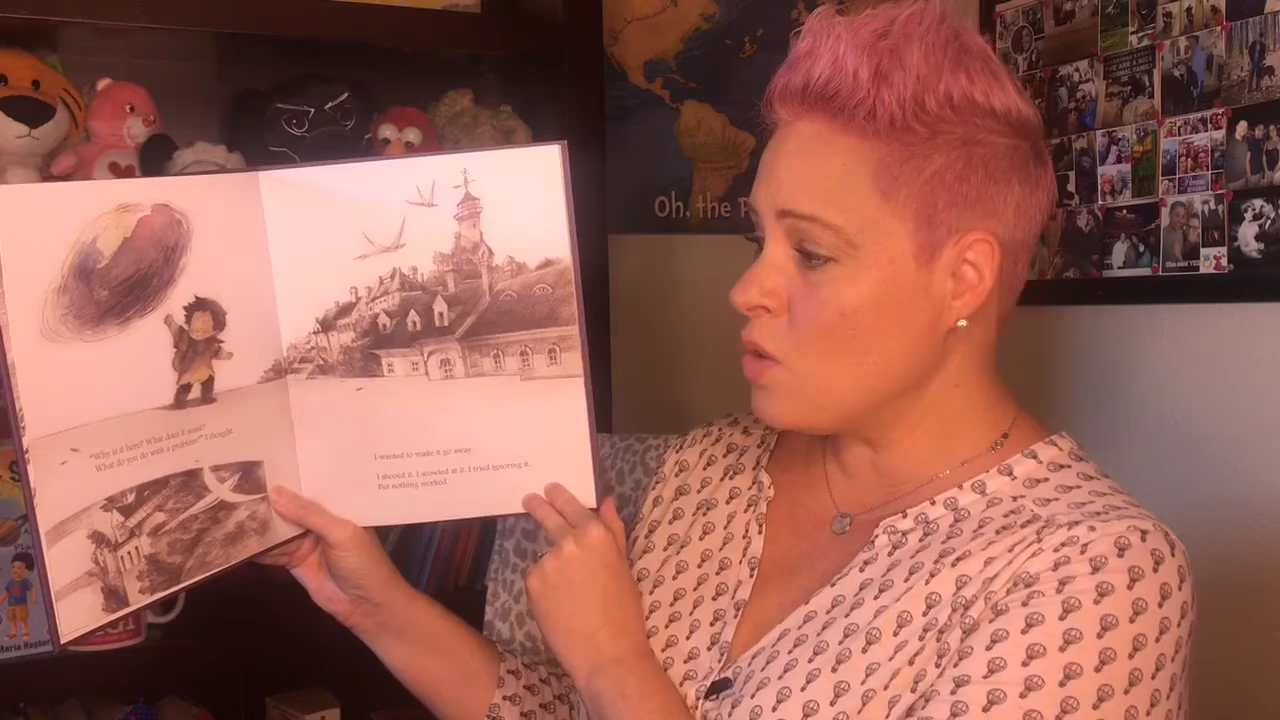 Oh, the P
"Why is it here? What does it want?
What do you do with a problem?" I thought.
I wanted to make it go away.
I shooed it. I scowled at it. I tried ignoring it.
But nothing worked.